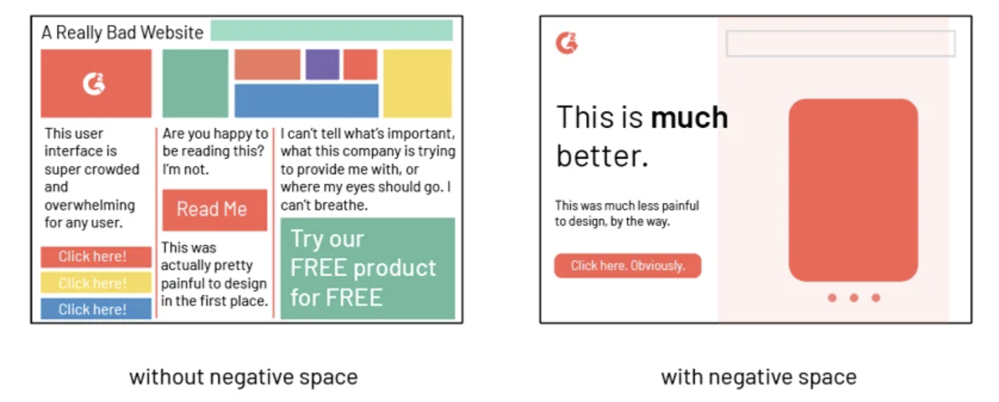 A Really Bad Website
G2
This user
interface is
super crowded
and
overwhelming
for any user.
Click here!
Click here!
Click here!
Are you happy to
be reading this?
I'm not.
Read Me
This was
actually pretty
painful to design
in the first place.
I can't tell what's important,
what this company is trying
to provide me with, or
where my eyes should go. I
can't breathe.
Try our
FREE product
for FREE
without negative space
G2
This is much
better.
This was much less painful
to design, by the way.
Click here. Obviously.
with negative space